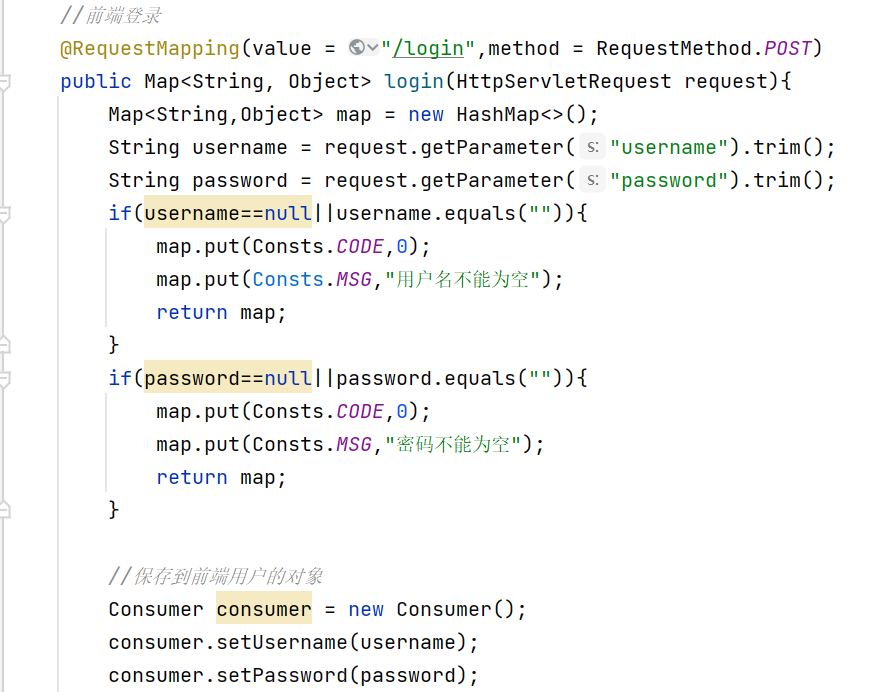 //前端登录
@RequestMapping(value = "/login",method = RequestMethod.POST)
public Map<String, Object> login(HttpServletRequest request){
Map<String,Object> map = new HashMap<>();
String username = request.getParameter( s: "username").trim();
String password = request.getParameter( s: "password").trim();
if(username==null||username.equals("")){
map.put(Consts.CODE,0);
map.put(Consts.MSG,"用户名不能为空");
return map;
}
if(password==null||password.equals("")){
map.put(Consts.CODE,0);
map.put(Consts.MSG,"密码不能为空");
return map;
}
//保存到前端用户的对象
Consumer consumer = new Consumer();
consumer.setUsername(username);
consumer.setPassword(password);